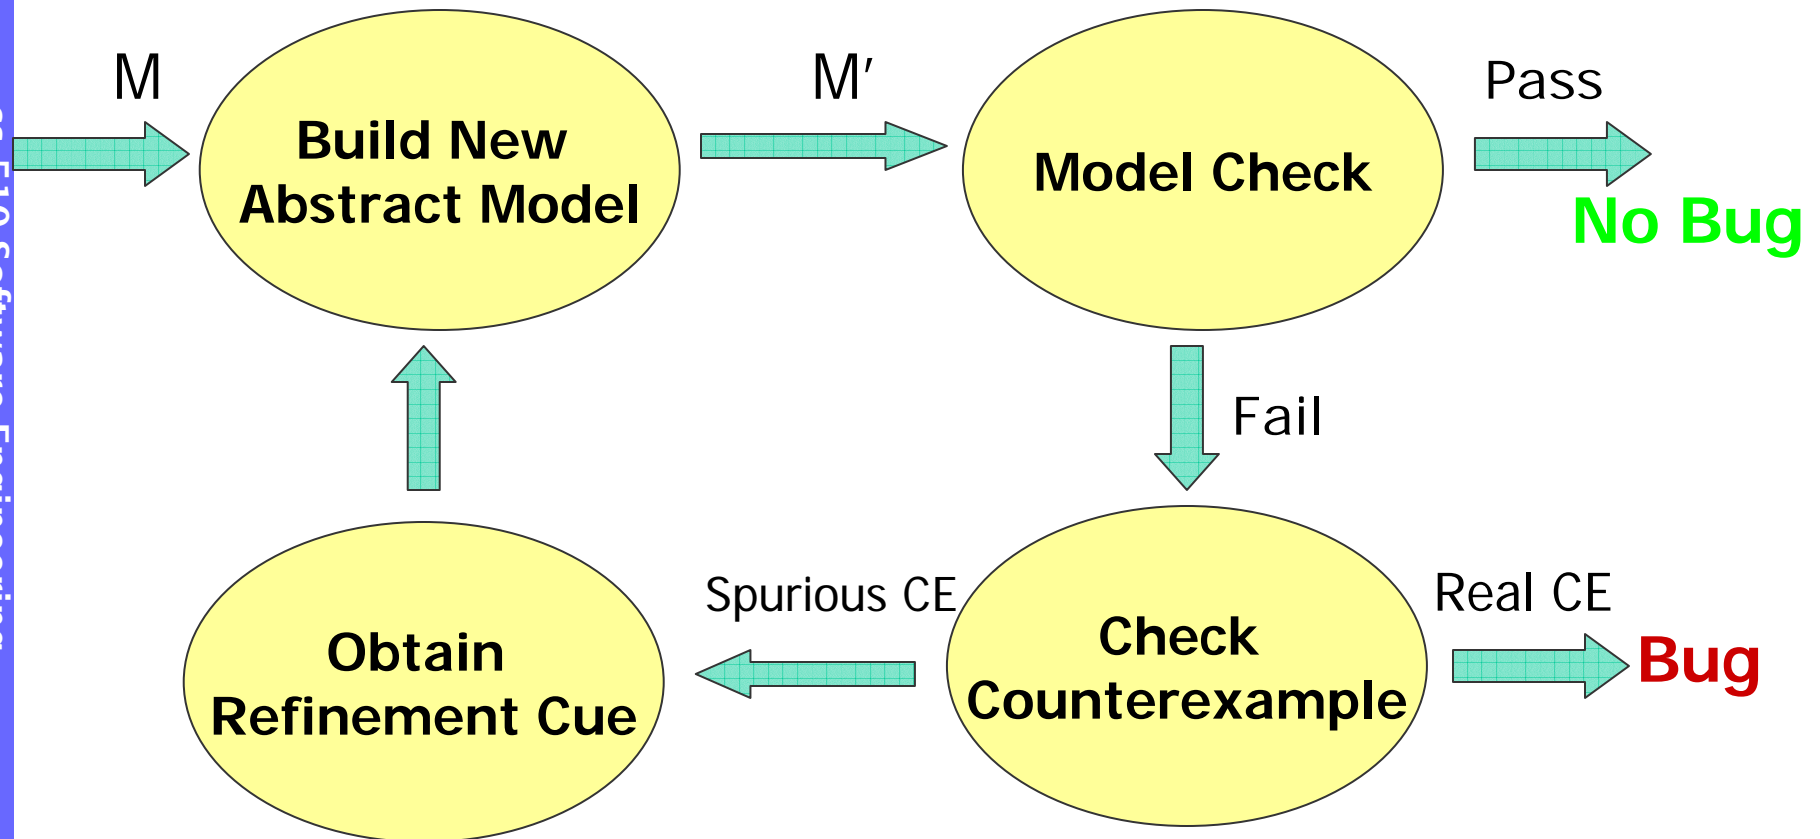 M
Build New
Abstract Model
M′
Model Check
Pass
No Bug
Fail
Spurious CE
Obtain
Refinement Cue
Check
Counterexample
Real CE
Bug